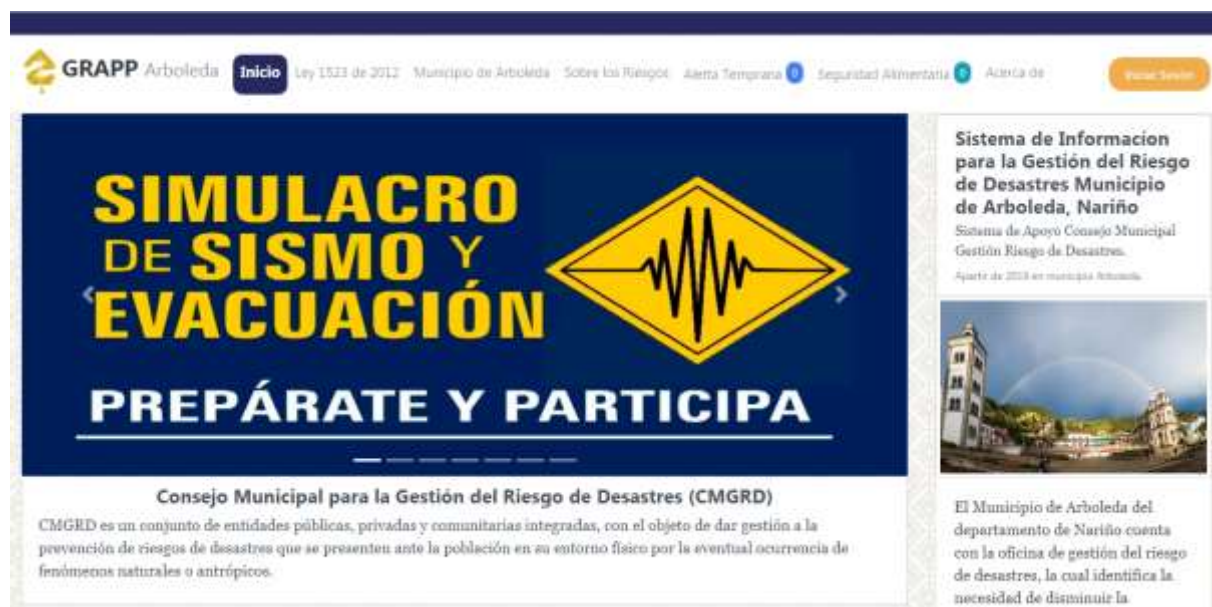 GRAPP Arboleda Inicio Ley 1523 de 2012 Municipio de Arboleda Sobre los Riesgos Alerta Temprana 0 Seguridad Alimentaria 0 Acerca de Iniciar Sesión
SIMULACRO
DE SISMO Y
EVACUACIÓN
PREPÁRATE Y PARTICIPA
Consejo Municipal para la Gestión del Riesgo de Desastres (CMGRD)
CMGRD es un conjunto de entidades públicas, privadas y comunitarias integradas, con el objeto de dar gestión a la
prevención de riesgos de desastres que se presenten ante la población en su entorno físico por la eventual ocurrencia de
fenómenos naturales o antrópicos.
Sistema de Informacion
para la Gestión del Riesgo
de Desastres Municipio
de Arboleda, Nariño
Sistema de Apoyo Consejo Municipal
Gestión Riesgo de Desastres.
Apartir de 2019 en municipio Arboleda.
El Municipio de Arboleda del
departamento de Nariño cuenta
con la oficina de gestión del riesgo
de desastres, la cual identifica la
necesidad de disminuir la